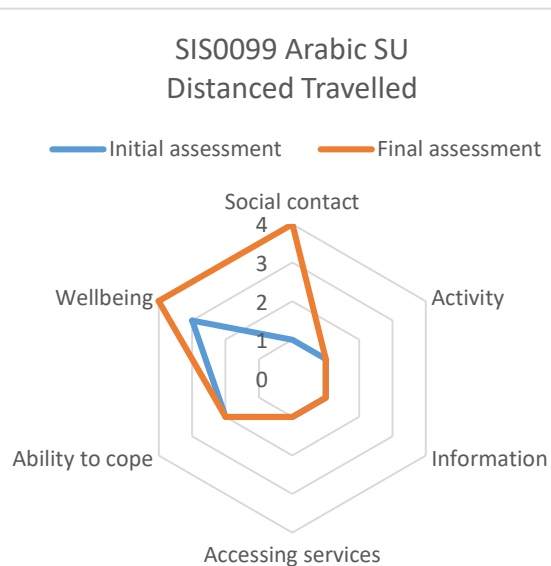 SIS0099 Arabic SU
Distanced Travelled
Initial assessment
Final assessment
Social contact
4
3
2
1
0
Wellbeing
Activity
Ability to cope
Information
Accessing services